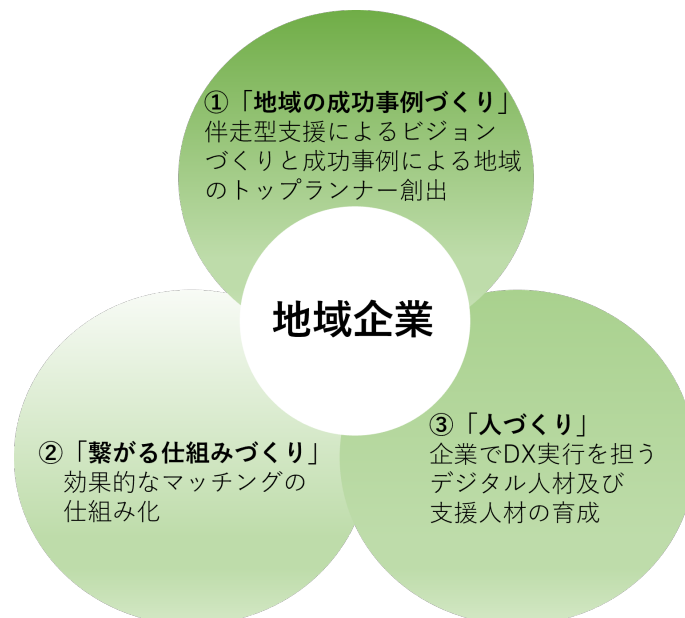 ①「地域の成功事例づくり」
伴走型支援によるビジョン
づくりと成功事例による地域
のトップランナー創出
地域企業
②「繋がる仕組みづくり」
効果的なマッチングの
仕組み化
③「人づくり」
企業でDX実行を担う
デジタル人材及び
支援人材の育成